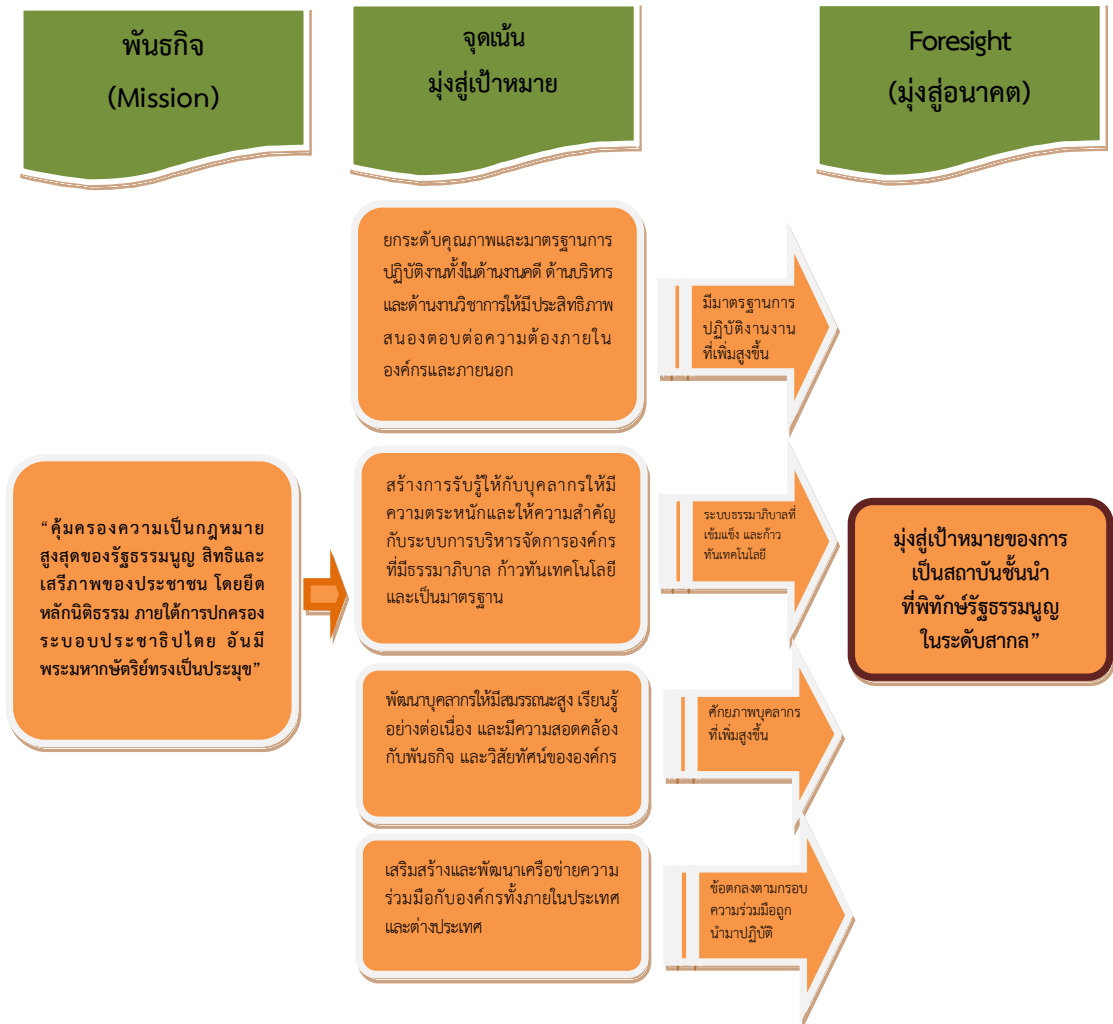 พันธกิจ
(Mission)
จุดเน้น
มุ่งสู่เป้าหมาย
Foresight
(มุ่งสู่อนาคต)
“คุ้มครองความเป็นกฎหมาย
สูงสุดของรัฐธรรมนูญ สิทธิและ
เสรีภาพของประชาชน โดยยึด
หลักนิติธรรม ภายใต้การปกครอง
ระบอบประชาธิปไตย อันมี
พระมหากษัตริย์ทรงเป็นประมุข”
ยกระดับคุณภาพและมาตรฐานการ
ปฏิบัติงานทั้งในด้านงานคดี ด้านบริหาร
และด้านงานวิชาการให้มีประสิทธิภาพ
สนองตอบต่อความต้องภายใน
องค์กรและภายนอก
มีมาตรฐานการ
ปฏิบัติงานงาน
ที่เพิ่มสูงขึ้น
สร้างการรับรู้ให้กับบุคลากรให้มี
ความตระหนักและให้ความสำคัญ
กับระบบการบริหารจัดการองค์กร
ที่มีธรรมาภิบาล ก้าวทันเทคโนโลยี
และเป็นมาตรฐาน
ระบบธรรมาภิบาลที่
เข้มแข็ง และก้าว
ทันเทคโนโลยี
พัฒนาบุคลากรให้มีสมรรถนะสูง เรียนรู้
อย่างต่อเนื่อง และมีความสอดคล้อง
กับพันธกิจ และวิสัยทัศน์ขององค์กร
ศักยภาพบุคลากร
ที่เพิ่มสูงขึ้น
เสริมสร้างและพัฒนาเครือข่ายความ
ร่วมมือกับองค์กรทั้งภายในประเทศ
และต่างประเทศ
ข้อตกลงตามกรอบ
ความร่วมมือถูก
นำมาปฏิบัติ
มุ่งสู่เป้าหมายของการ
เป็นสถาบันชั้นนำ
ที่พิทักษ์รัฐธรรมนูญ
ในระดับสากล”